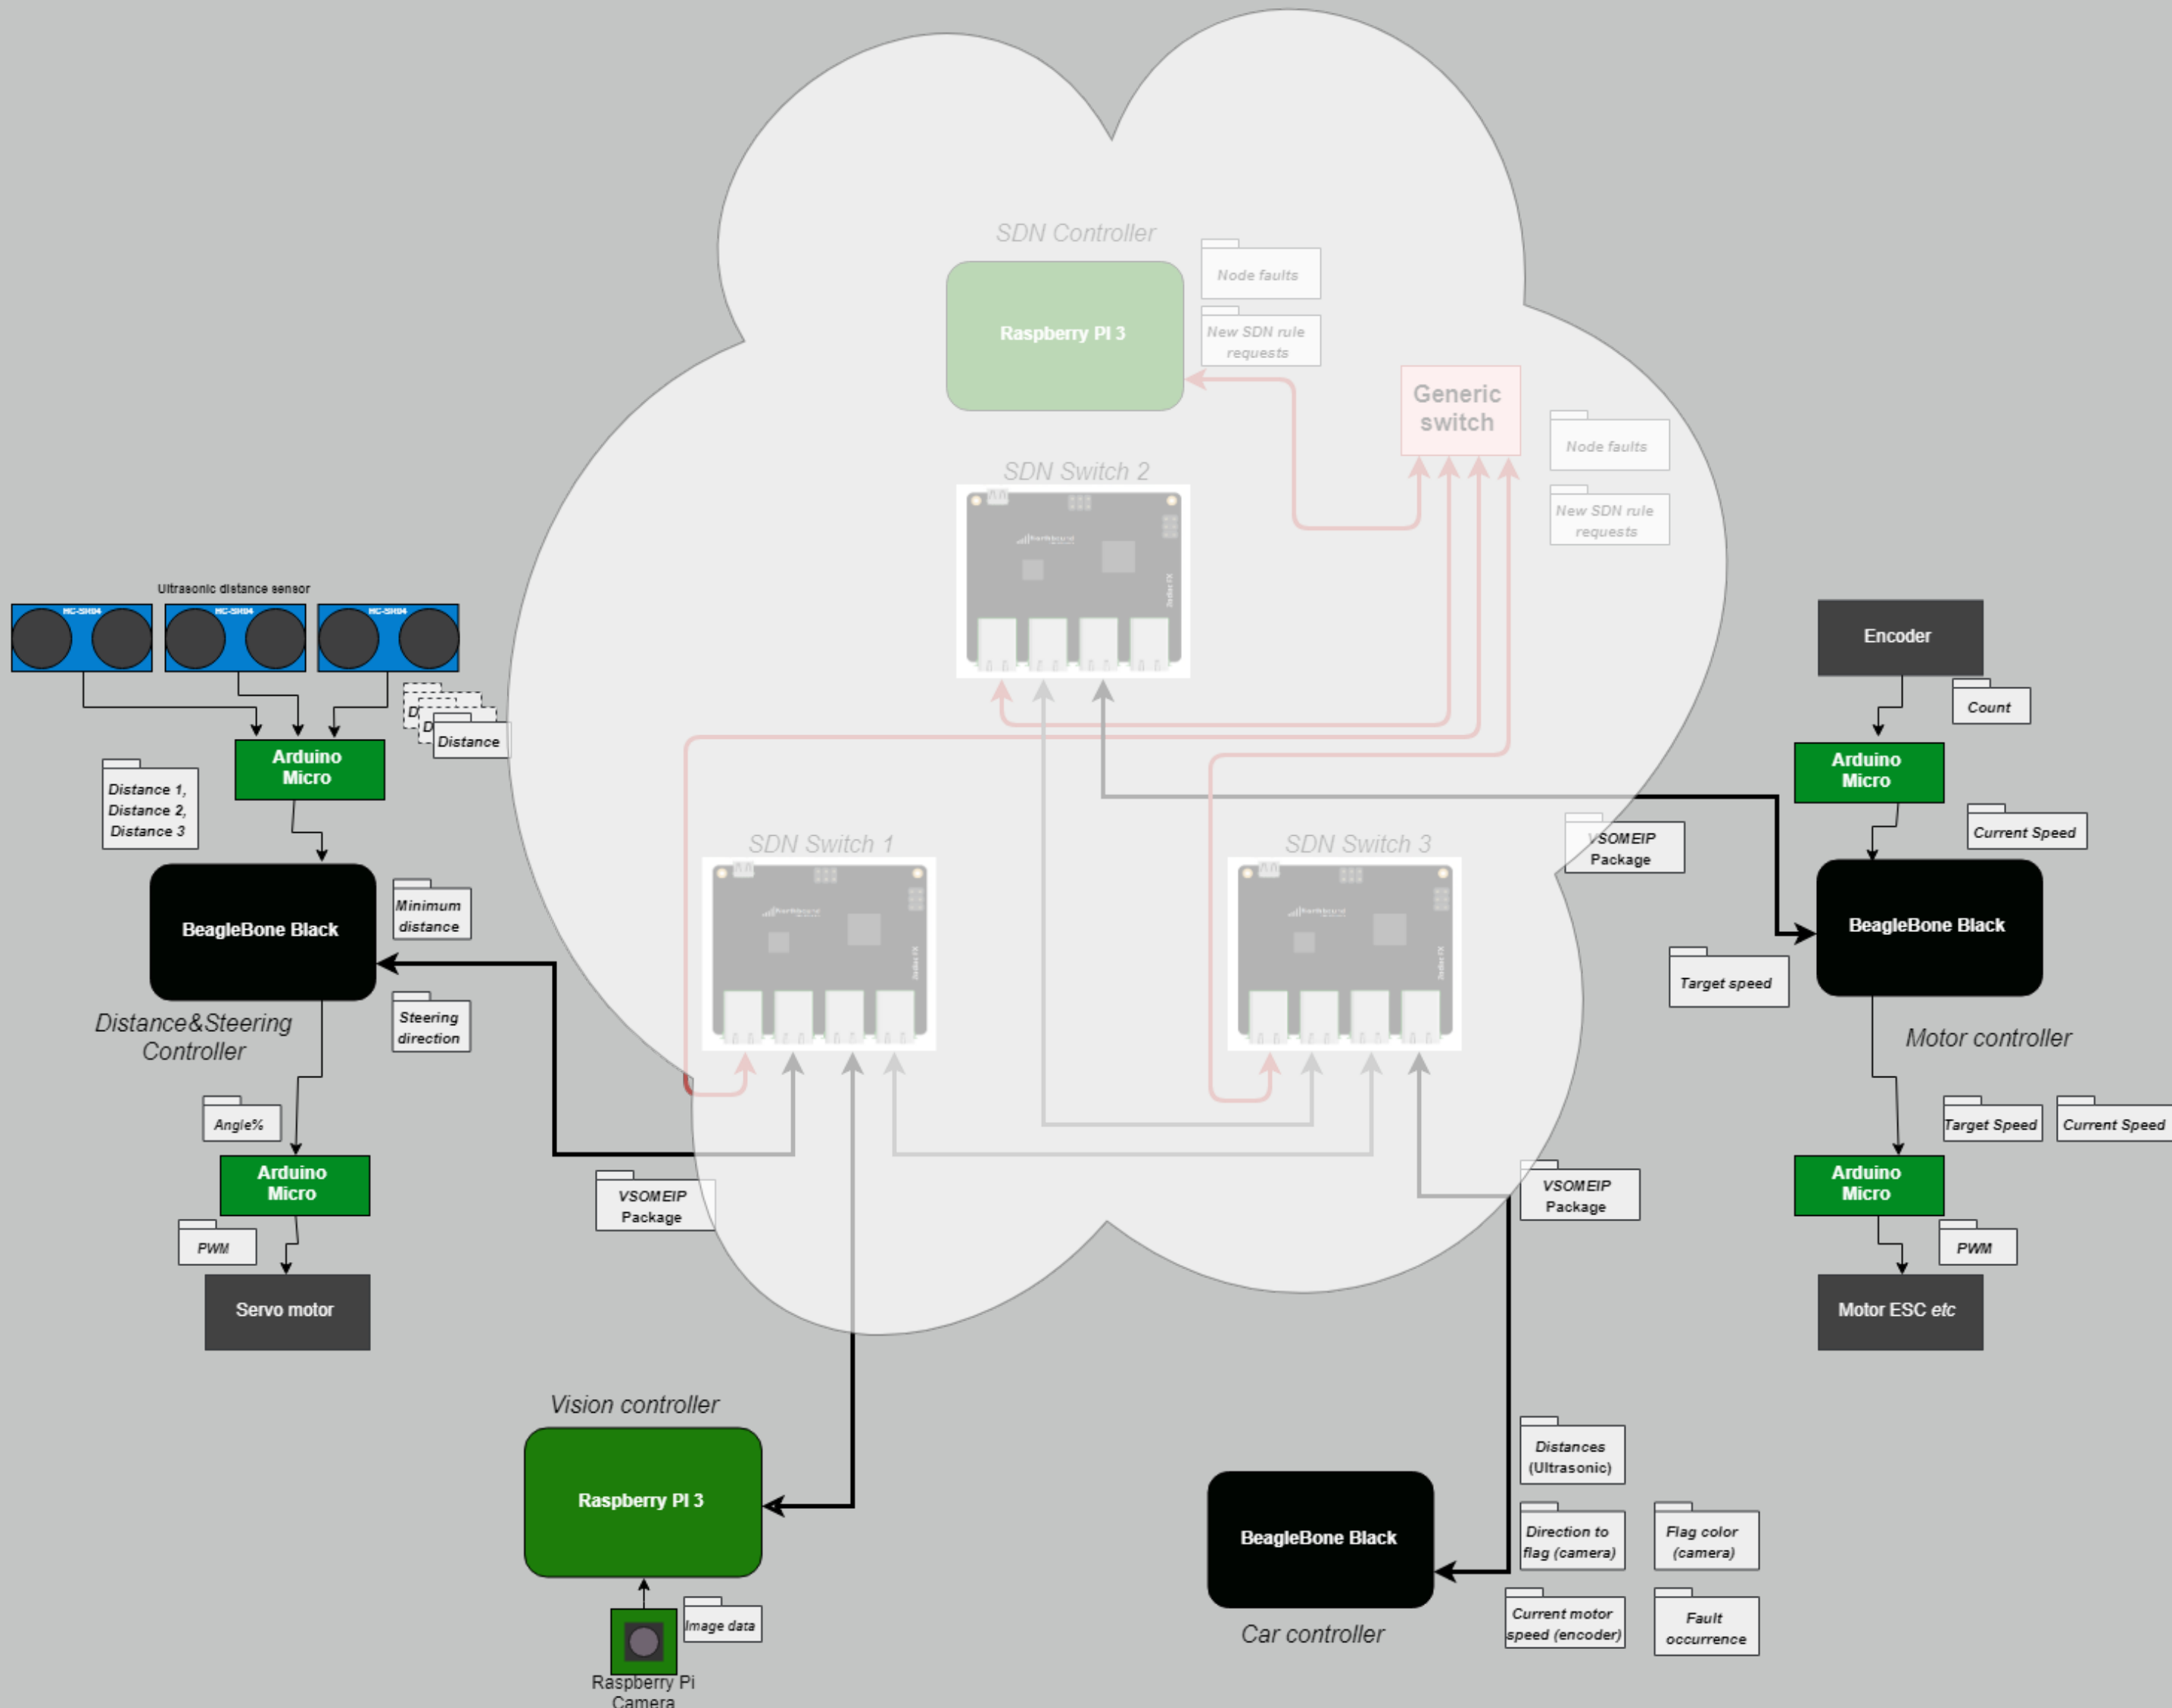 SDN Controller
Node faults
Raspberry PI 3
New SDN rule
requests
Generic
switch
Node faults
SDN Switch 2
New SDN rule
requests
Ultrasonic distance sensor
Encoder
Count
Distance
Arduino
Micro
Arduino
Micro
Distance 1,
Distance 2,
Distance 3
Current Speed
SDN Switch 1
SDN Switch 3
VSOMEIP
Package
BeagleBone Black
Minimum
distance
BeagleBone Black
Target speed
Steering
direction
Distance&Steering
Controller
Motor controller
Angle%
Target Speed
Current Speed
Arduino
Micro
VSOMEIP
Package
VSOMEIP
Package
Arduino
Micro
PWM
PWM
Servo motor
Motor ESC etc
Vision controller
Distances
(Ultrasonic)
Raspberry PI 3
BeagleBone Black
Direction to
flag (camera)
Flag color
(camera)
Image data
Car controller
Current motor
speed (encoder)
Fault
occurrence
Raspberry Pi
Camera